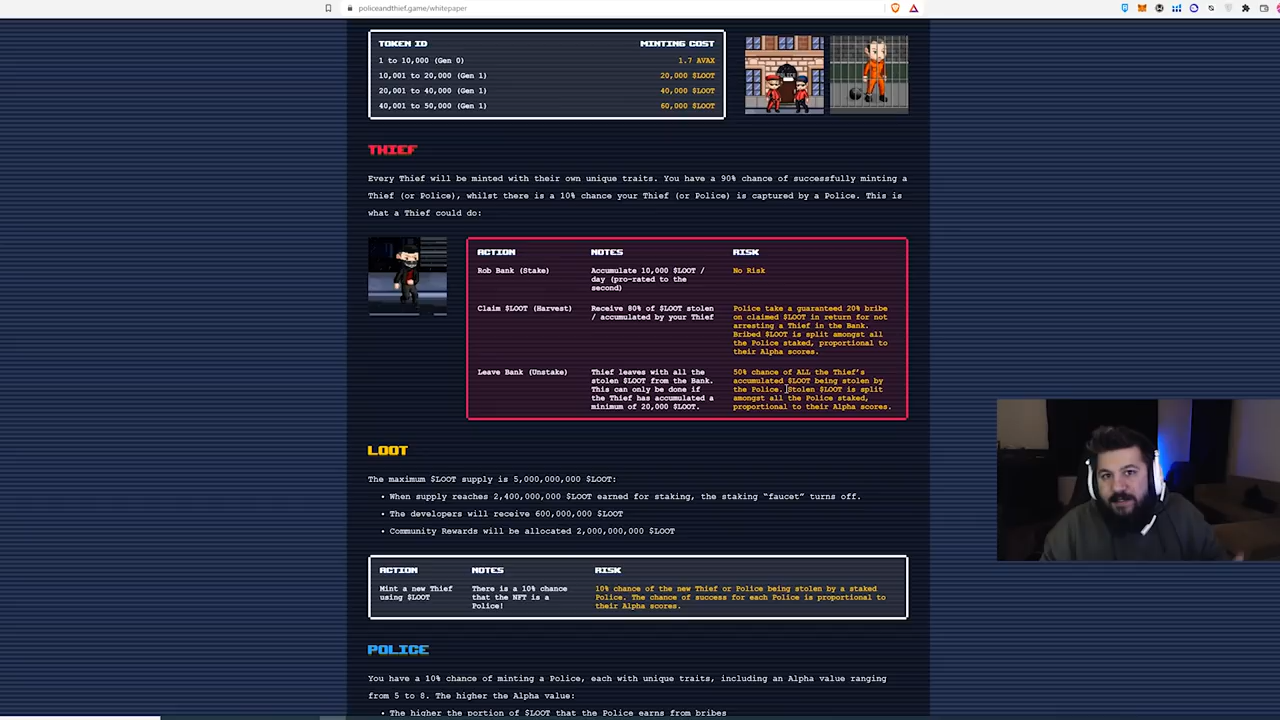 policeandthief.game/whitepaper
TOKEN ID MINTING COST
1 to 10,000 (Gen 0) 1.7 AVAX
10,001 to 20,000 (Gen 1) 20,000 $LOOT
20,001 to 40,000 (Gen 1) 40,000 $LOOT
40,001 to 50,000 (Gen 1) 60,000 $LOOT
THIEF
Every Thief will be minted with their own unique traits. You have a 90% chance of successfully minting a
Thief (or Police), whilst there is a 10% chance your Thief (or Police) is captured by a Police. This is
what a Thief could do:
ACTION NOTES RISK
Rob Bank (Stake)
Accumulate 10,000 $LOOT /
day (pro-rated to the
second)
No Risk
Claim $LOOT (Harvest)
Receive 80% of $LOOT stolen
/ accumulated by your Thief
Police take a guaranteed 20% bribe
on claimed $LOOT in return for not
arresting a Thief in the Bank.
Bribed $LOOT is split amongst all
the Police staked, proportional to
their Alpha scores.
Leave Bank (Unstake)
Thief leaves with all the
stolen $LOOT from the Bank.
This can only be done if
the Thief has accumulated a
minimum of 20,000 $LOOT.
50% chance of ALL the Thief's
accumulated $LOOT being stolen by
the Police. Stolen $LOOT is split
amongst all the Police staked,
proportional to their Alpha scores.
LOOT
The maximum $LOOT supply is 5,000,000,000 $LOOT:
• When supply reaches 2,400,000,000 $LOOT earned for staking, the staking “faucet” turns off.
• The developers will receive 600,000,000 $LOOT
• Community Rewards will be allocated 2,000,000,000 $LOOT
ACTION NOTES RISK
Mint a new Thief
using $LOOT
There is a 10% chance
that the NFT is a
Police!
10% chance of the new Thief or Police being stolen by a staked
Police. The chance of success for each Police is proportional to
their Alpha scores.
POLICE
You have a 10% chance of minting a Police, each with unique traits, including an Alpha value ranging
from 5 to 8. The higher the Alpha value:
• The higher the portion of $LOOT that the Police earns from bribes